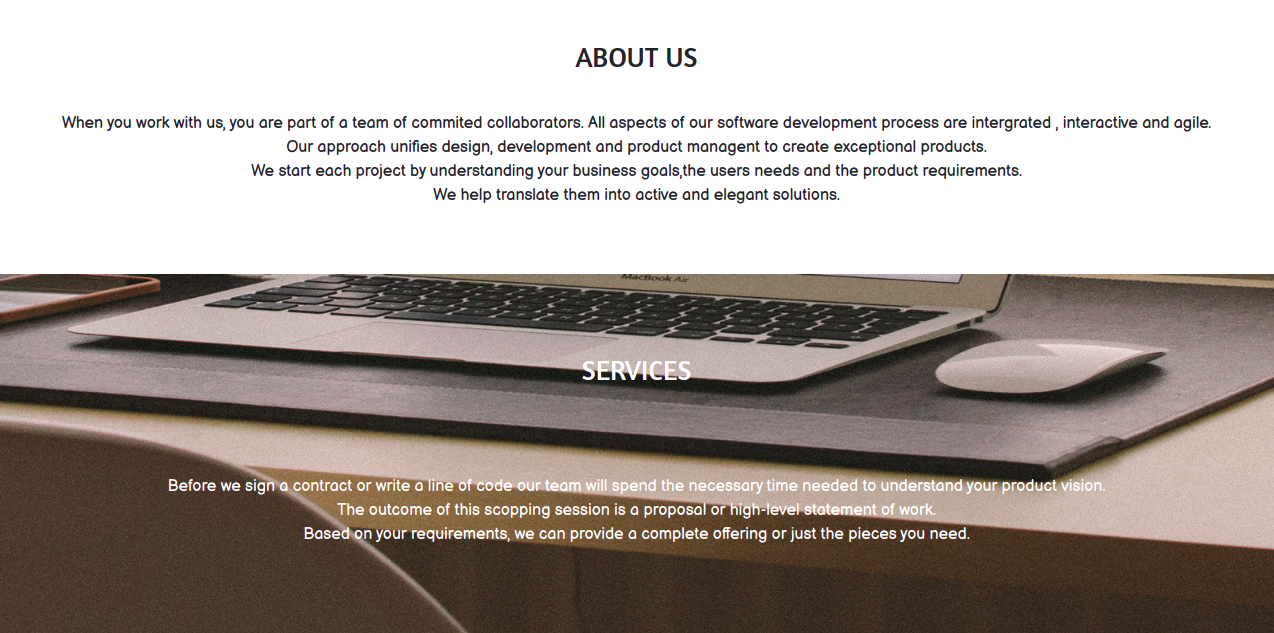 ABOUT US
When you work with us, you are part of a team of commited collaborators. All aspects of our software development process are intergrated , interactive and agile.
Our approach unifies design, development and product managent to create exceptional products.
We start each project by understanding your business goals,the users needs and the product requirements.
We help translate them into active and elegant solutions.
MacBook Air
SERVICES
Before we sign a contract or write a line of code our team will spend the necessary time needed to understand your product vision.
The outcome of this scopping session is a proposal or high-level statement of work.
Based on your requirements, we can provide a complete offering or just the pieces you need.